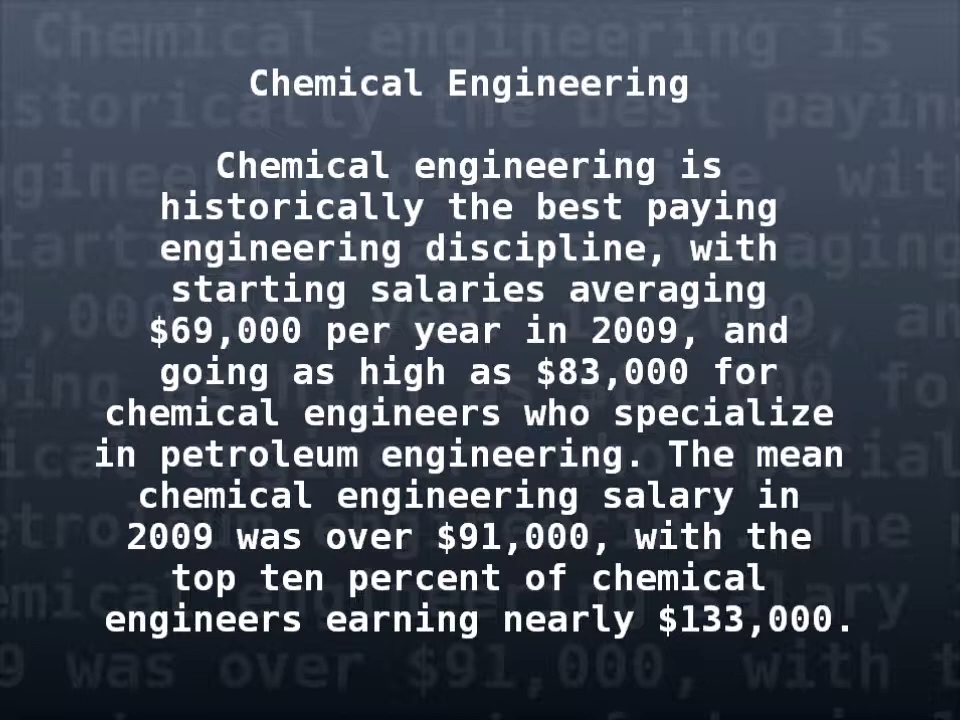 Chemical Engineering
Chemical engineering is
historically the best paying
engineering discipline, with
starting salaries averaging
$69,000 per year in 2009, and
going as high as $83,000 for
chemical engineers who specialize
in petroleum engineering. The mean
chemical engineering salary in
2009 was over $91,000, with the
top ten percent of chemical
engineers earning nearly $133,000.